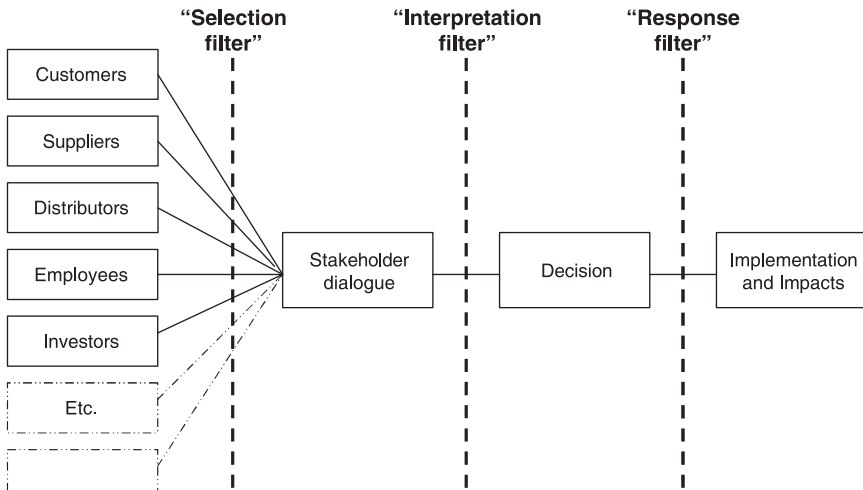 “Selection
filter”
“Interpretation
filter”
“Response
filter”
Customers
Suppliers
Distributors
Employees
Investors
Etc.
Stakeholder
dialogue
Decision
Implementation
and Impacts